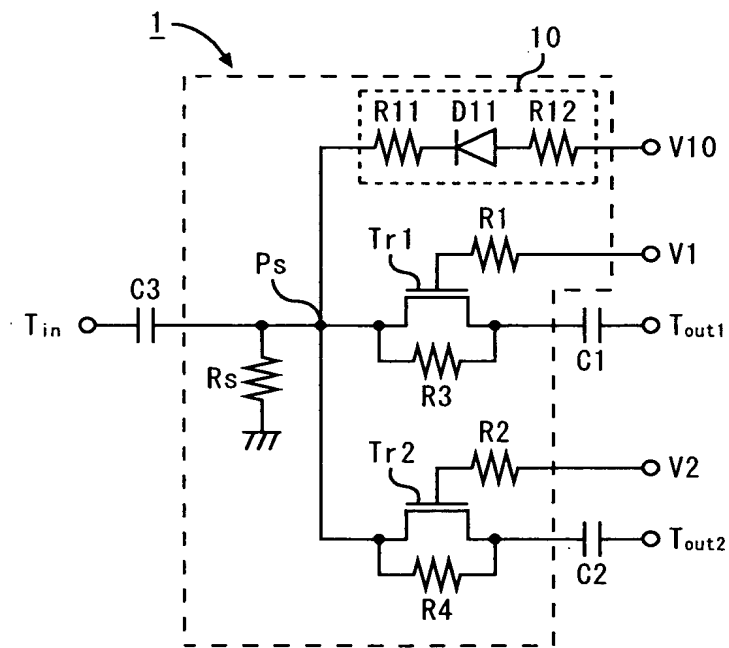 1
10
R11 D11 R12
V10
R1
Tr1
V1
Ps
C3
Tin
Tout1
C1
Rs
R3
R2
Tr2
V2
Tout2
C2
R4